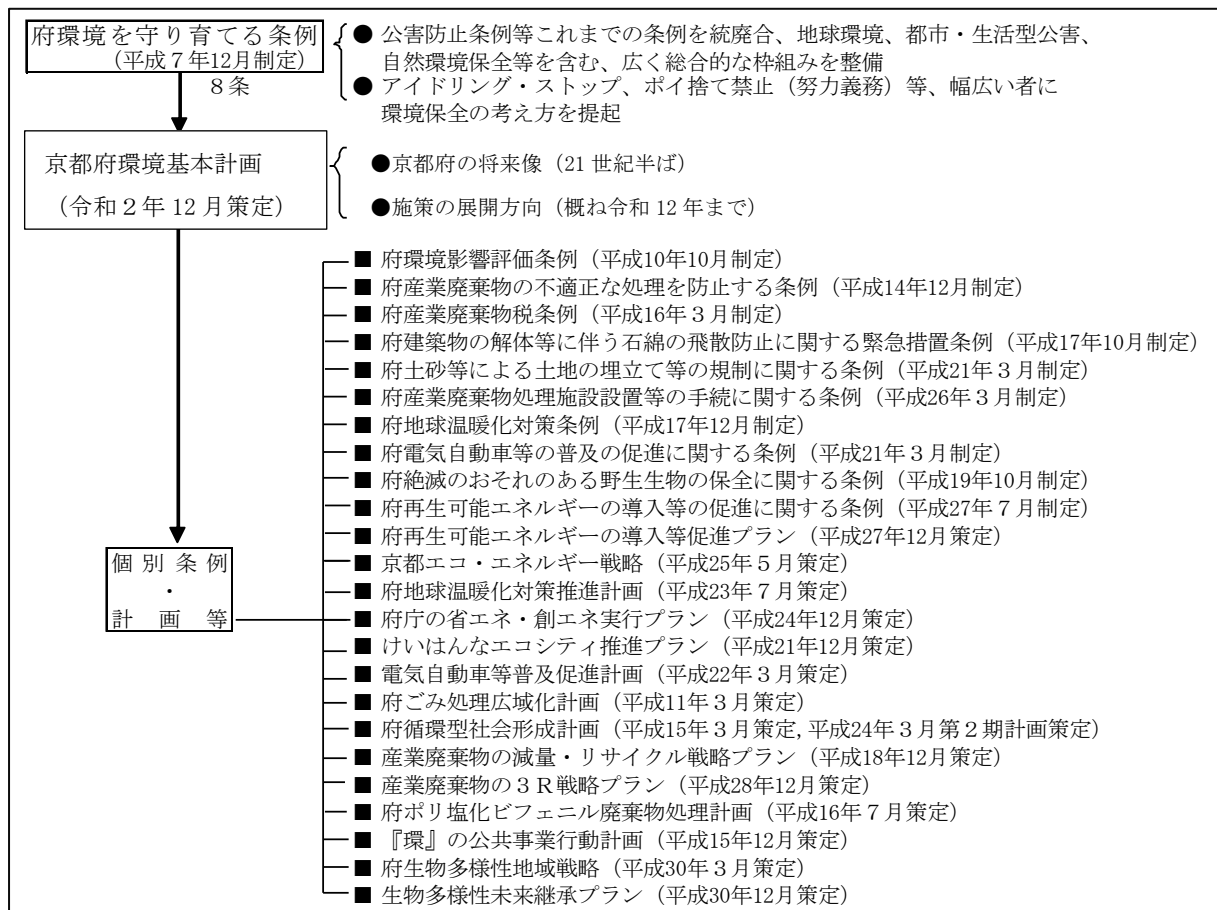 府環境を守り育てる条例
(平成７年12月制定)
● 公害防止条例等これまでの条例を統廃合、地球環境、都市・生活型公害、
自然環境保全等を含む、広く総合的な枠組みを整備
● アイドリング・ストップ、ポイ捨て禁止（努力義務）等、幅広い者に
環境保全の考え方を提起
８条
京都府環境基本計画
（令和２年 12 月策定）
●京都府の将来像（21 世紀半ば）
●施策の展開方向（概ね令和 12 年まで）
■ 府環境影響評価条例（平成10年10月制定）
■ 府産業廃棄物の不適正な処理を防止する条例（平成14年12月制定）
■ 府産業廃棄物税条例（平成16年３月制定）
■ 府建築物の解体等に伴う石綿の飛散防止に関する緊急措置条例（平成17年10月制定）
■ 府土砂等による土地の埋立て等の規制に関する条例（平成21年３月制定）
■ 府産業廃棄物処理施設設置等の手続に関する条例（平成26年３月制定）
■ 府地球温暖化対策条例（平成17年12月制定）
■ 府電気自動車等の普及の促進に関する条例（平成21年３月制定）
■ 府絶滅のおそれのある野生生物の保全に関する条例（平成19年10月制定）
■ 府再生可能エネルギーの導入等の促進に関する条例（平成27年７月制定）
■ 府再生可能エネルギーの導入等促進プラン（平成27年12月策定）
■ 京都エコ・エネルギー戦略（平成25年５月策定）
■ 府地球温暖化対策推進計画（平成23年７月策定）
■ 府庁の省エネ・創エネ実行プラン（平成24年12月策定）
■ けいはんなエコシティ推進プラン（平成21年12月策定）
■ 電気自動車等普及促進計画（平成22年３月策定）
■ 府ごみ処理広域化計画（平成11年３月策定）
■ 府循環型社会形成計画（平成15年３月策定,平成24年３月第２期計画策定）
■ 産業廃棄物の減量・リサイクル戦略プラン（平成18年12月策定）
■ 産業廃棄物の３Ｒ戦略プラン（平成28年12月策定）
■ 府ポリ塩化ビフェニル廃棄物処理計画（平成16年７月策定）
■ 『環』の公共事業行動計画（平成15年12月策定）
■ 府生物多様性地域戦略（平成30年３月策定）
■ 生物多様性未来継承プラン（平成30年12月策定）
個別条例
・
計画等